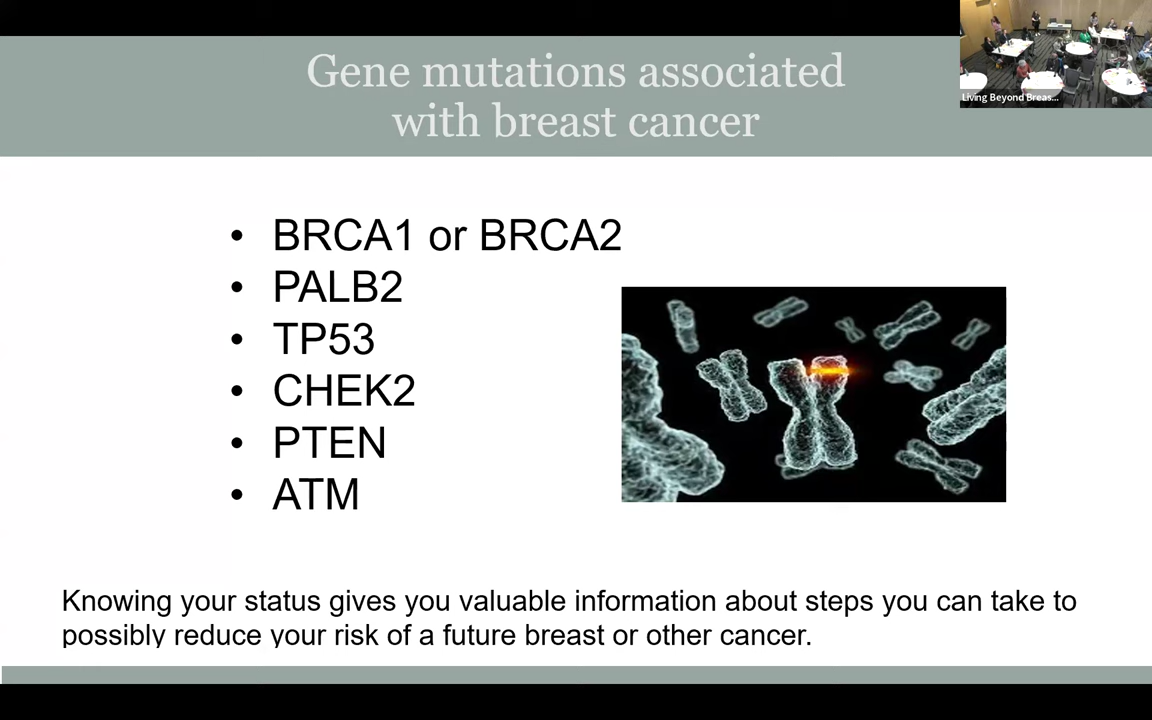 Gene mutations associated
with breast cancer
Living Beyond Breas...
• BRCA1 or BRCA2
• PALB2
• TP53
• CHEK2
• PTEN
• ATM
Knowing your status gives you valuable information about steps you can take to
possibly reduce your risk of a future breast or other cancer.